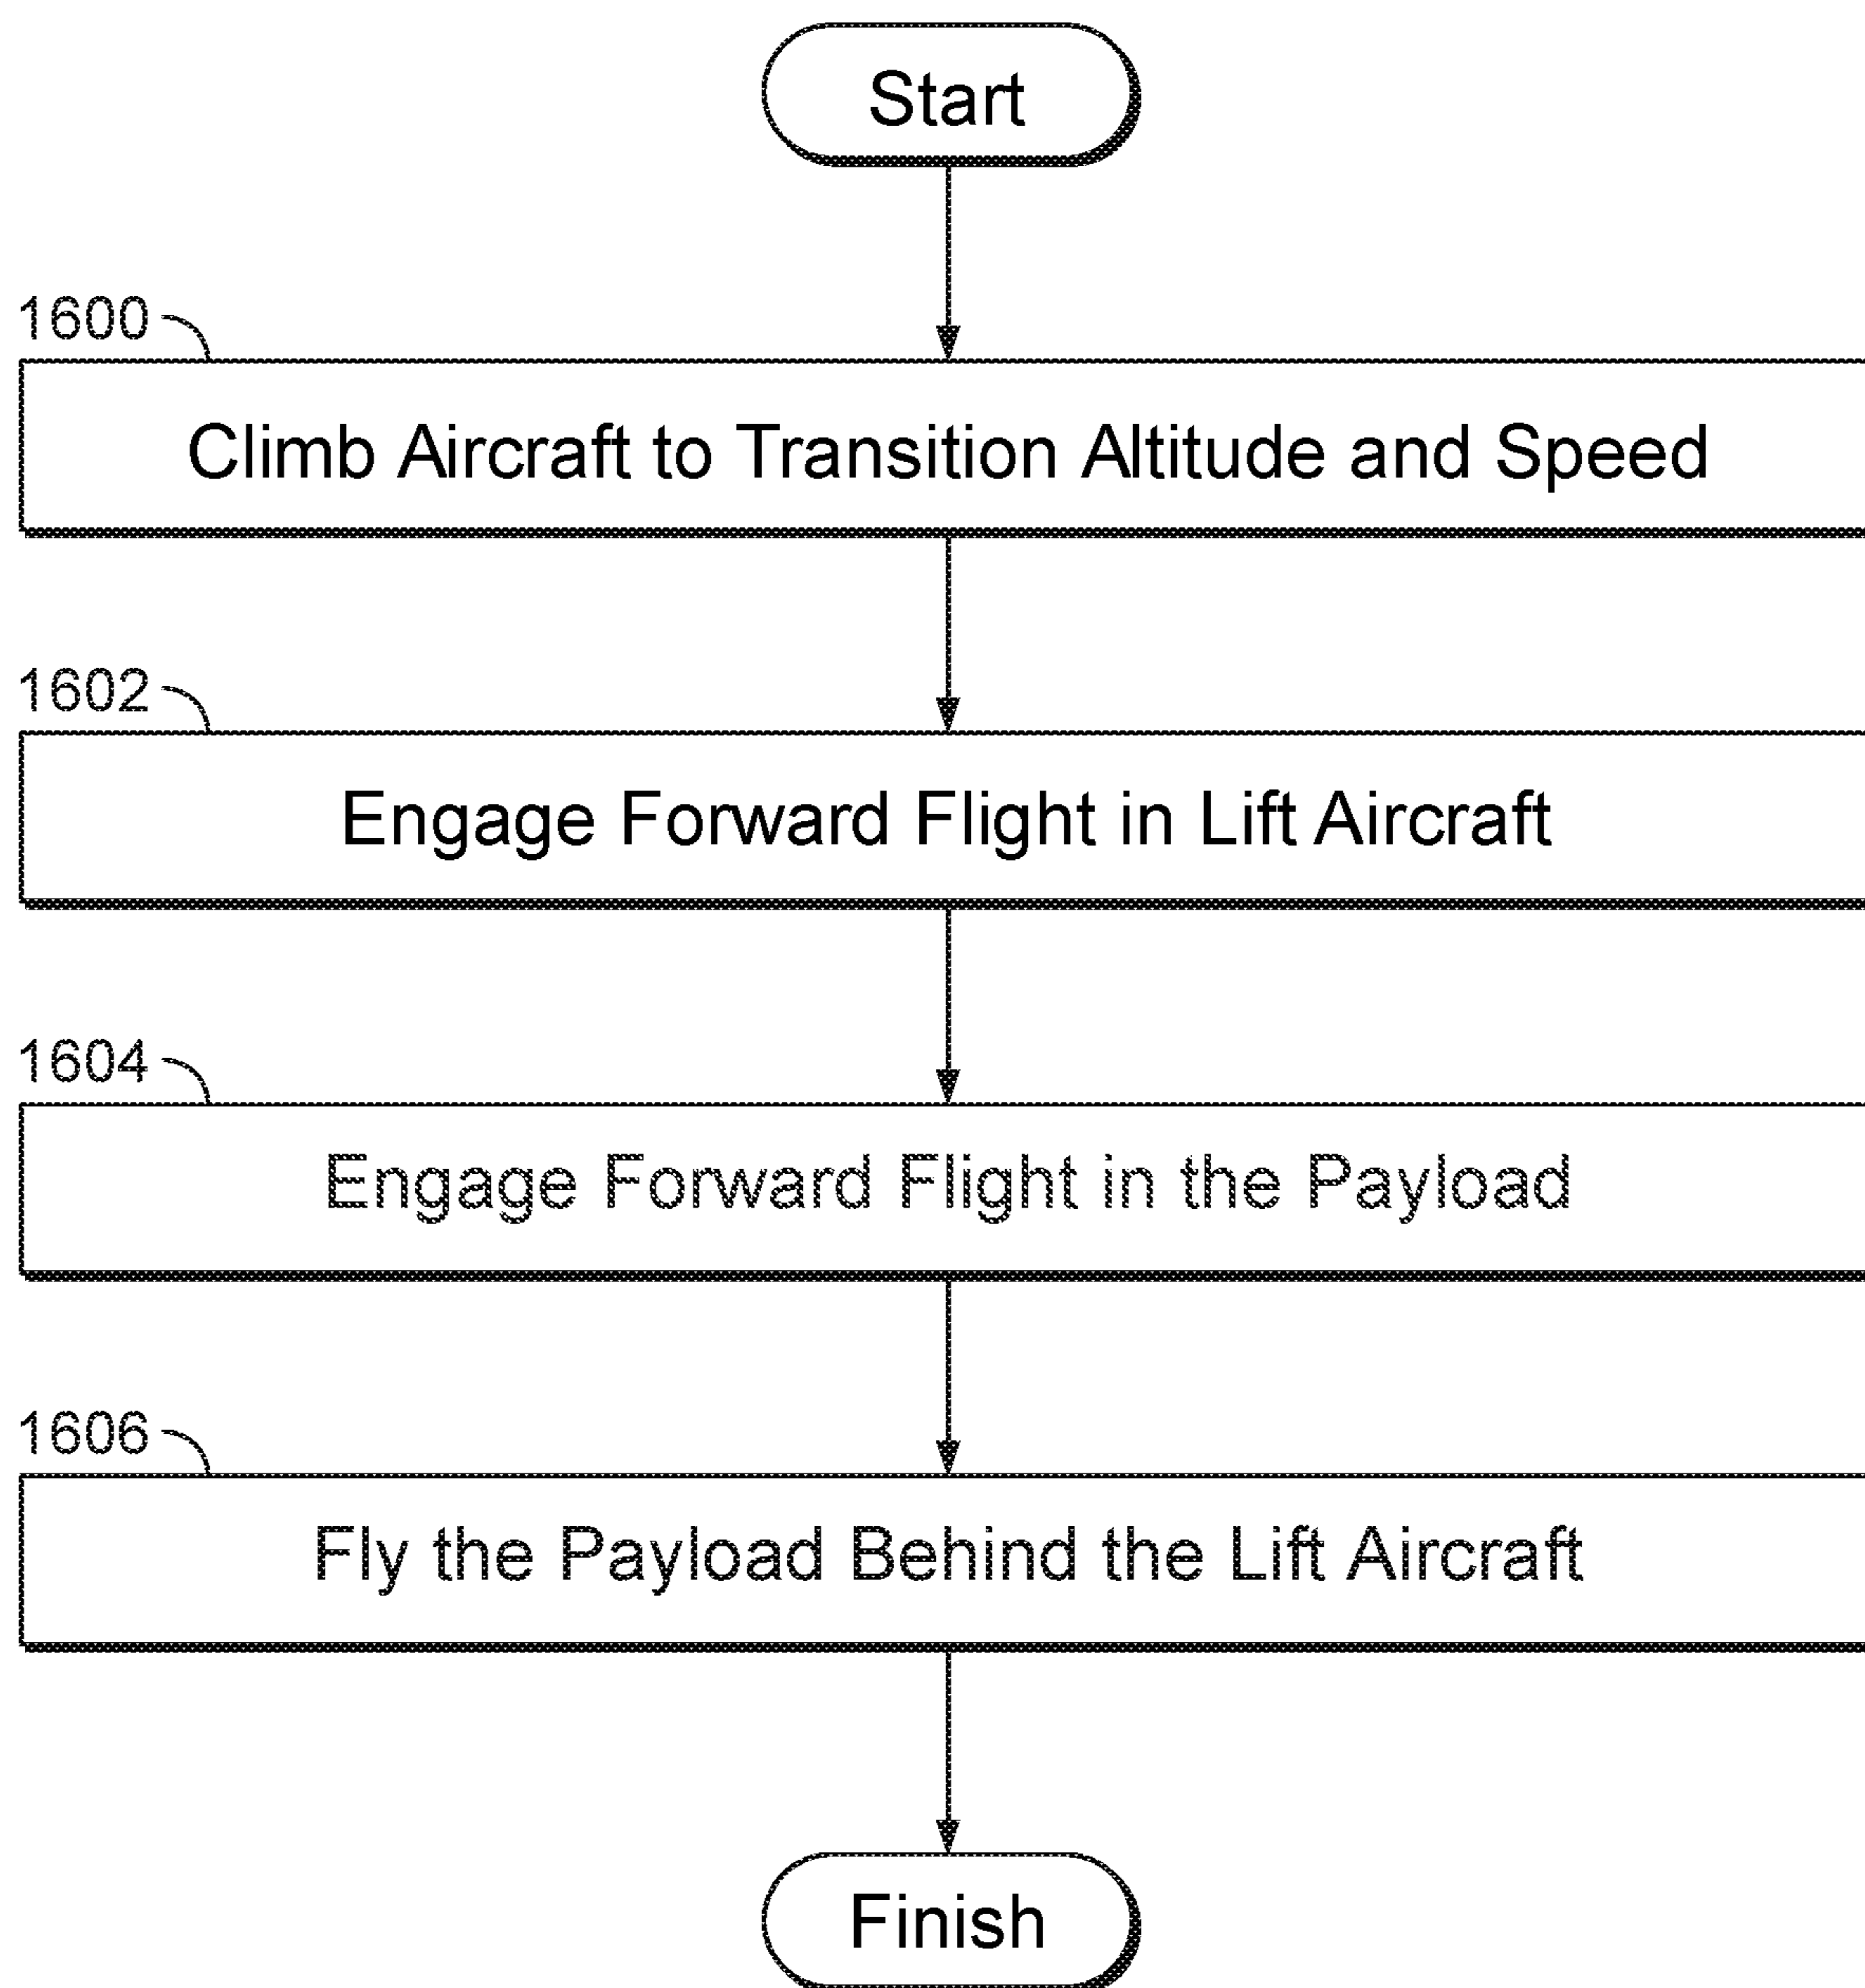 Start
1600
Climb Aircraft to Transition Altitude and Speed
1602
Engage Forward Flight in Lift Aircraft
1604
Engage Forward Flight in the Payload
1606
Fly the Payload Behind the Lift Aircraft
Finish